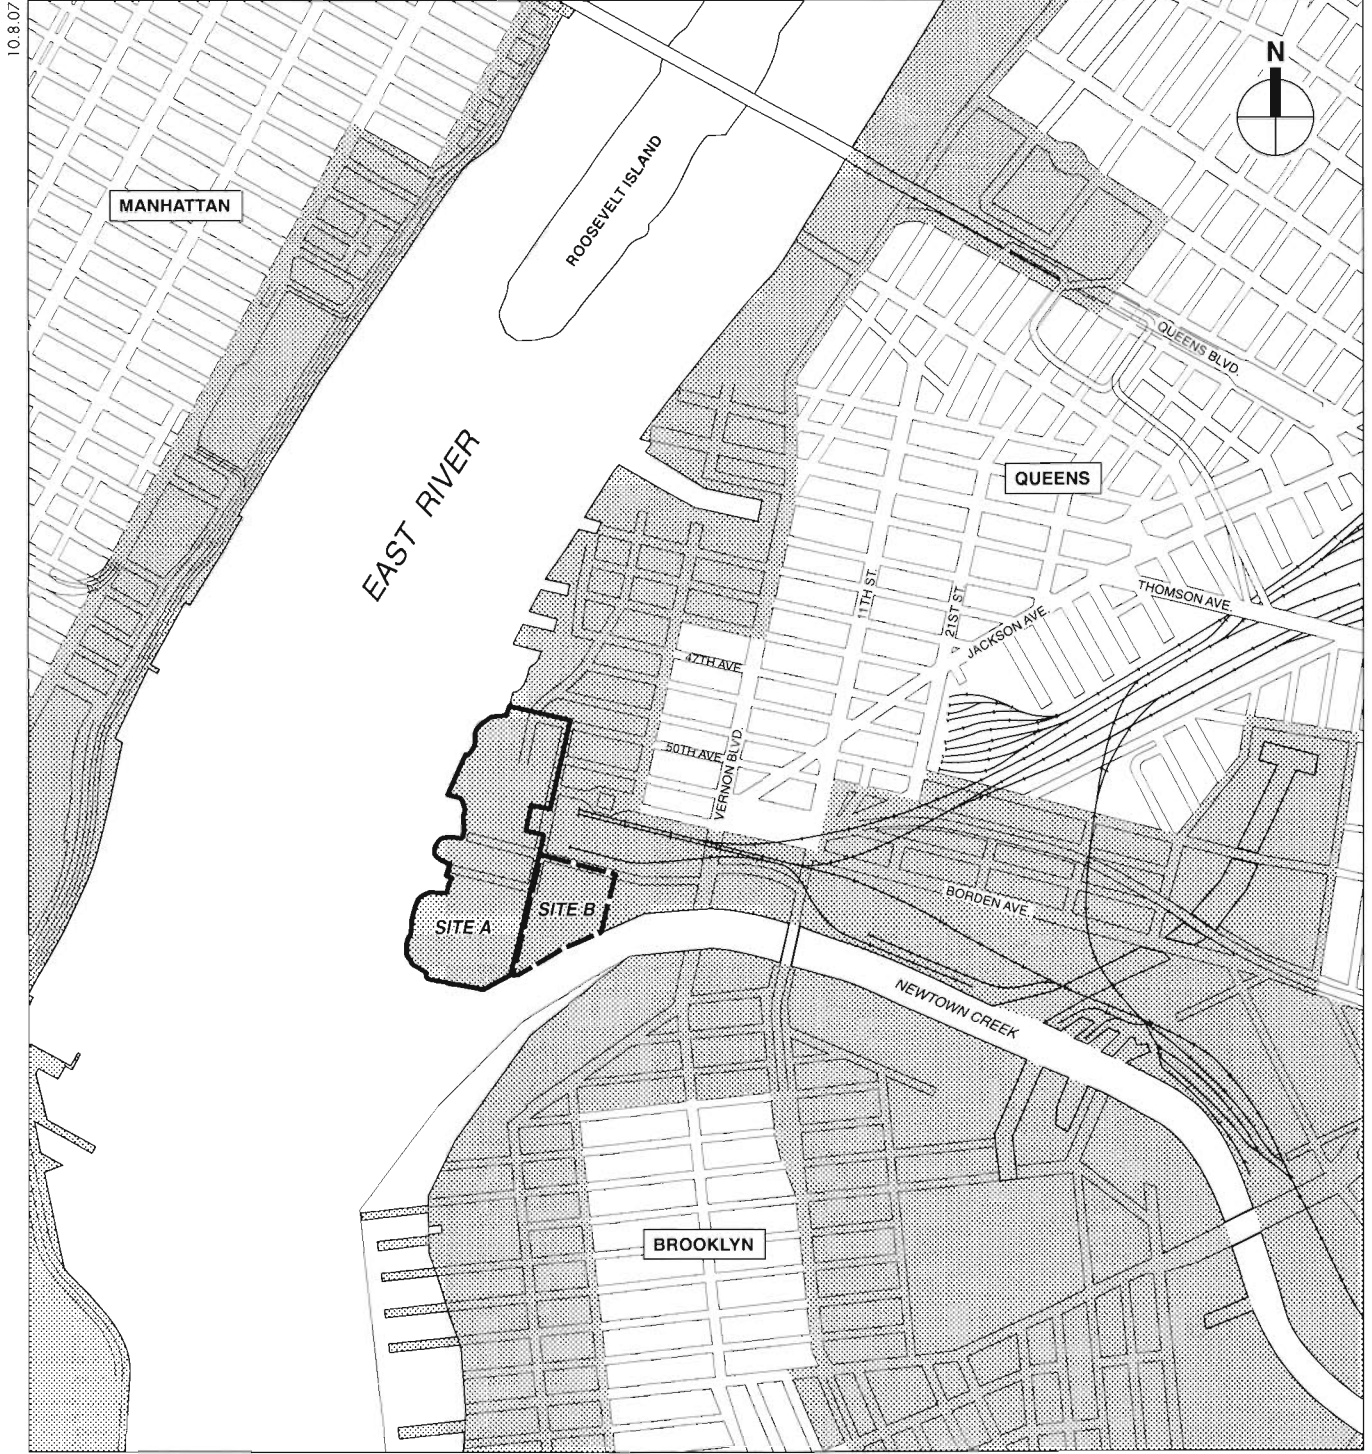 10.8.07
N
MANHATTAN
ROOSEVELT ISLAND
QUEENS BLVD.
EAST RIVER
QUEENS
11TH ST.
21ST ST.
THOMSON AVE.
JACKSON AVE.
47TH AVE
50TH AVE
VERNON BLVD.
SITE A
SITE B
BORDEN AVE.
NEWTOWN CREEK
BROOKLYN